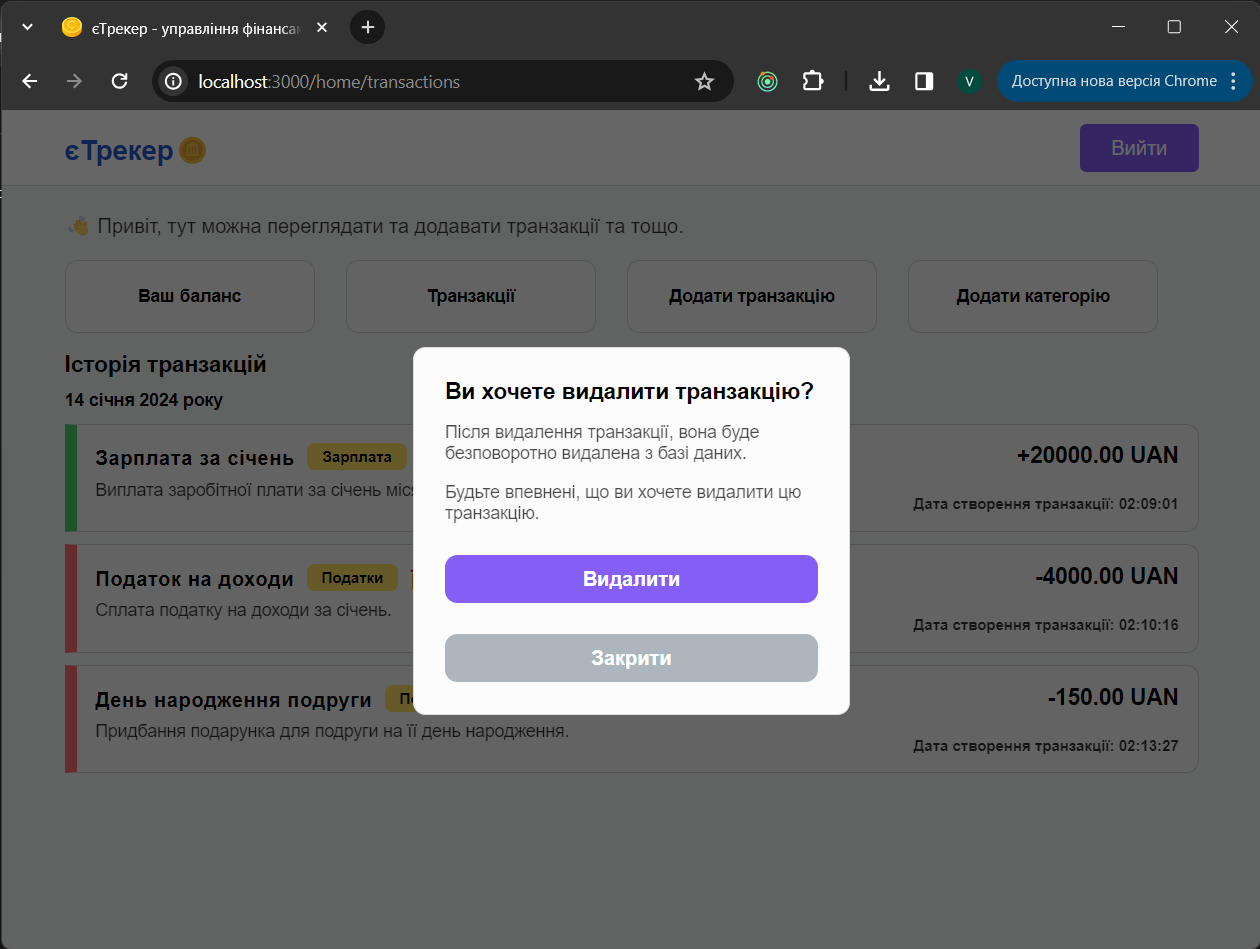 єТрекер - управління фінансам
localhost:3000/home/transactions
V
Доступна нова версія Chrome
єТрекер
Вийти
Привіт, тут можна переглядати та додавати транзакції та тощо.
Ваш баланс
Транзакції
Додати транзакцію
Додати категорію
Історія транзакцій
14 січня 2024 року
Зарплата за січень
Зарплата
+20000.00 UAN
Виплата заробітної плати за січень міс
Дата створення транзакції: 02:09:01
Податок на доходи
Податки
-4000.00 UAN
Сплата податку на доходи за січень.
Дата створення транзакції: 02:10:16
День народження подруги
-150.00 UAN
Придбання подарунка для подруги на її день народження.
Дата створення транзакції: 02:13:27
Ви хочете видалити транзакцію?
Після видалення транзакції, вона буде
безповоротно видалена з базі даних.
Будьте впевнені, що ви хочете видалити цю
транзакцію.
Видалити
Закрити